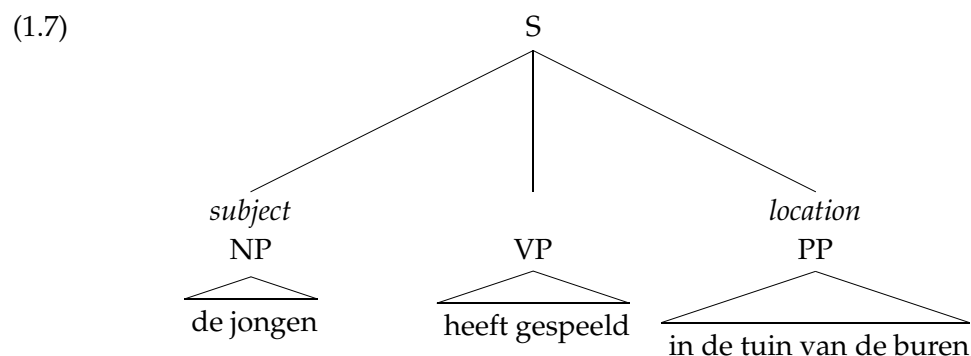 (1.7) S
subject location
NP VP PP
de jongen heeft gespeeld in de tuin van de buren